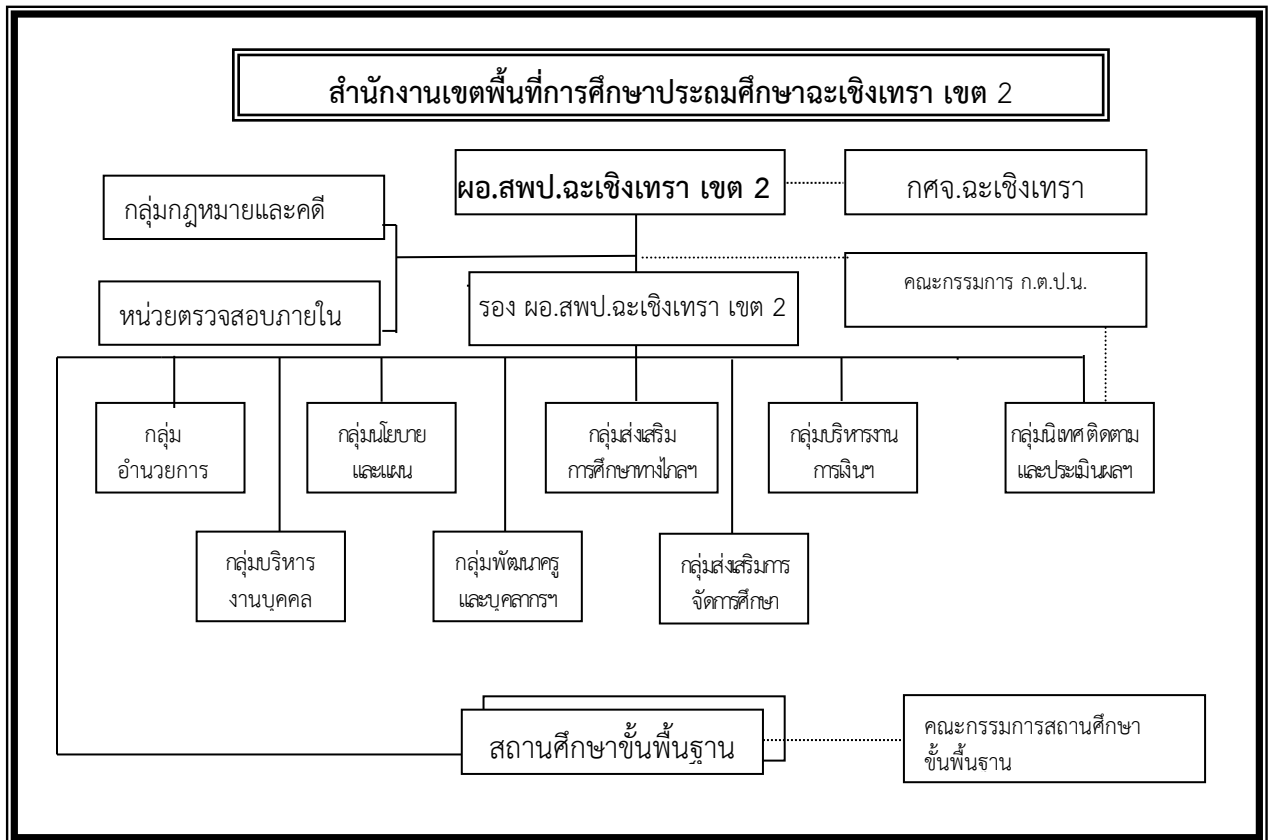 สำนักงานเขตพื้นที่การศึกษาประถมศึกษาฉะเชิงเทรา เขต 2
ผอ.สพป.ฉะเชิงเทรา เขต 2
กศจ.ฉะเชิงเทรา
กลุ่มกฎหมายและคดี
คณะกรรมการ ก.ต.ป.น.
หน่วยตรวจสอบภายใน
รอง ผอ.สพป.ฉะเชิงเทรา เขต 2
กลุ่ม
อำนวยการ
กลุ่มนโยบาย
และแผน
กลุ่มส่งเสริม
การศึกษาทางไกลฯ
กลุ่มบริหารงาน
การเงินฯ
กลุ่มนิเทศ ติดตาม
และประเมินผลฯ
กลุ่มบริหาร
งานบุคคล
กลุ่มพัฒนาครู
และบุคลากรฯ
กลุ่มส่งเสริมการ
จัดการศึกษา
สถานศึกษาขั้นพื้นฐาน
คณะกรรมการสถานศึกษา
ขั้นพื้นฐาน